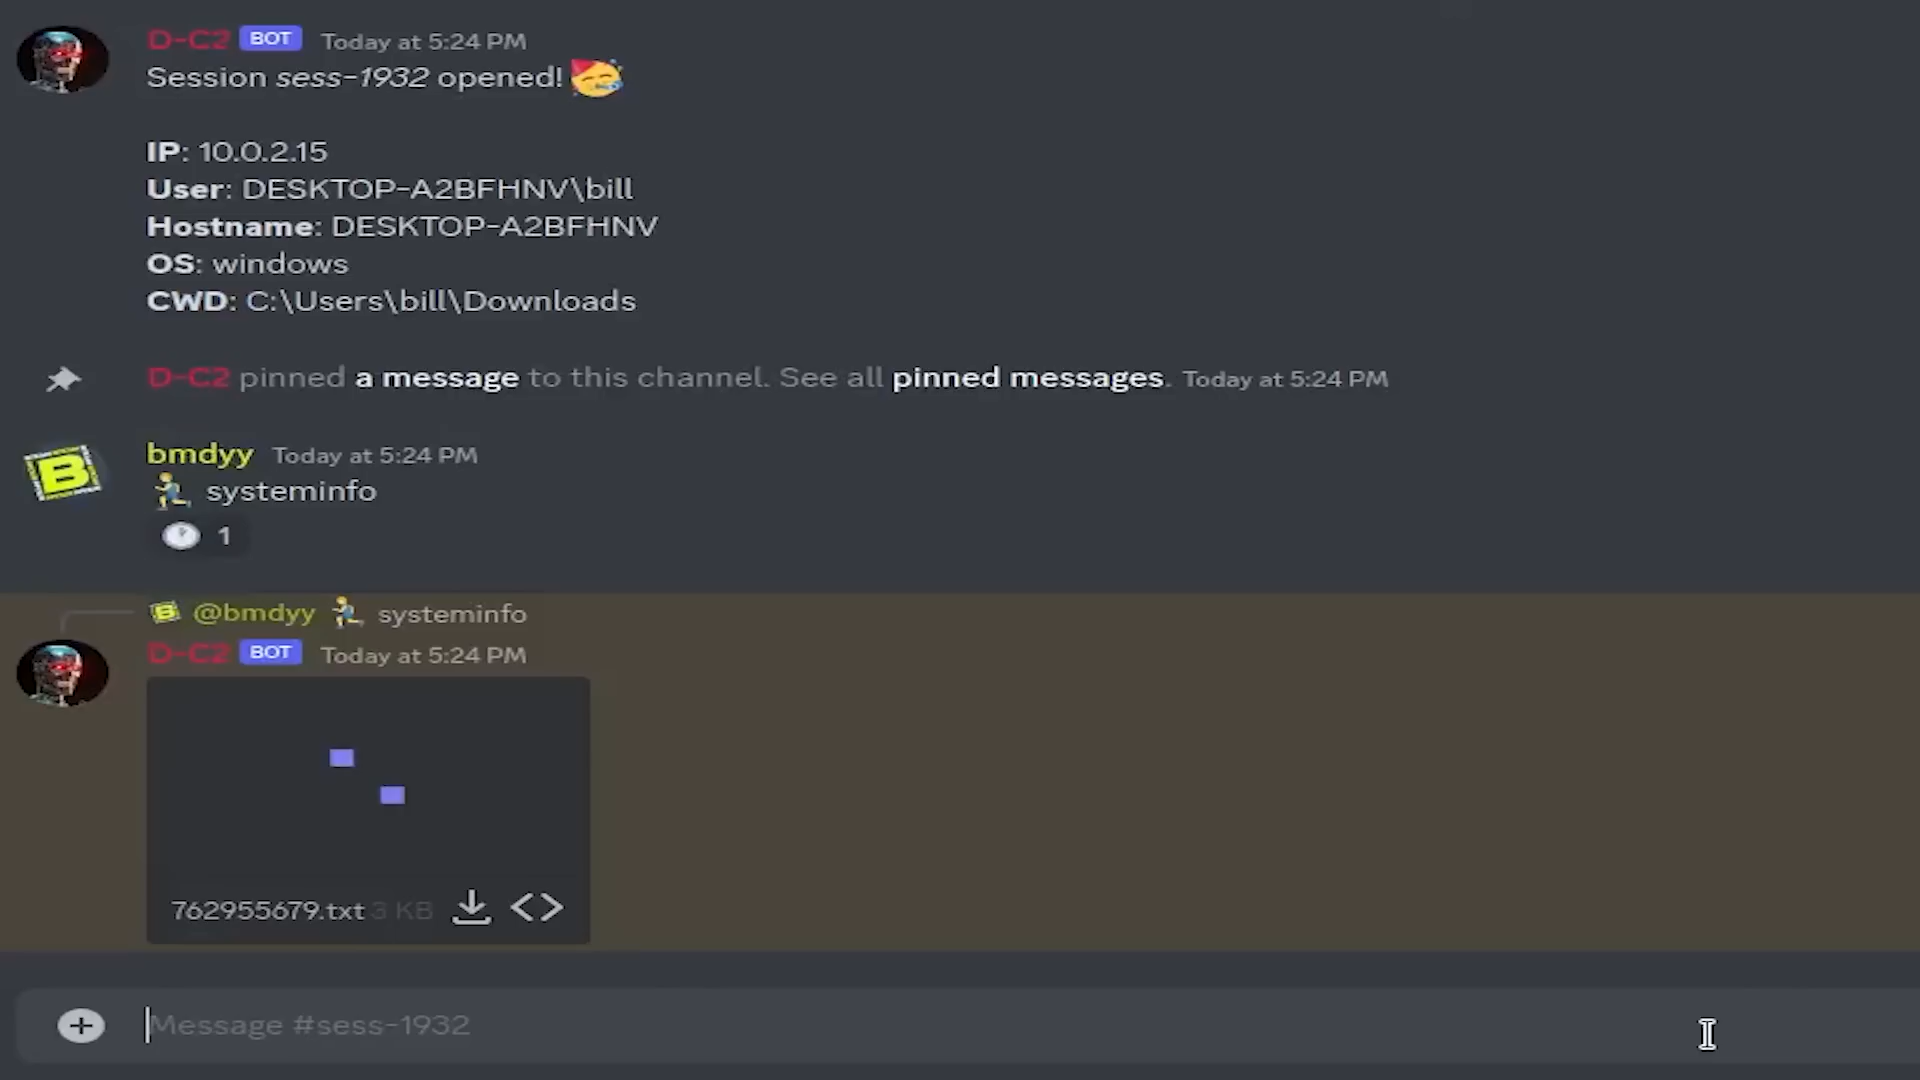 D-C2 BOT Today at 5:24 PM
Session sess-1932 opened! 🥳
IP: 10.0.2.15
User: DESKTOP-A2BFHNV\bill
Hostname: DESKTOP-A2BFHNV
OS: windows
CWD: C:\Users\bill\Downloads
D-C2 pinned a message to this channel. See all pinned messages. Today at 5:24 PM
B
bmdyy Today at 5:24 PM
🏃 systeminfo
🕐 1
B @bmdyy 🏃 systeminfo
D-C2 BOT Today at 5:24 PM
762955679.txt 3 KB <>
Message #sess-1932